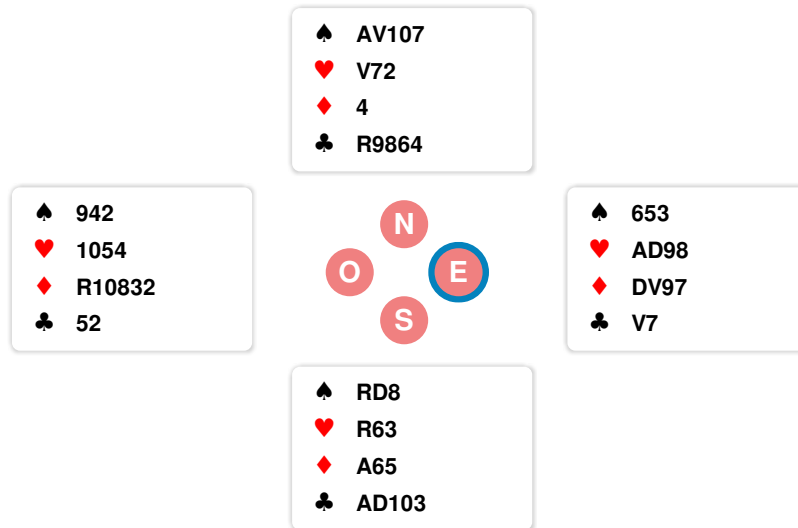 ♠ AV107
♥ V72
♦ 4
♣ R9864
♠ 942
♥ 1054
♦ R10832
♣ 52
N
O
E
S
♠ 653
♥ AD98
♦ DV97
♣ V7
♠ RD8
♥ R63
♦ A65
♣ AD103